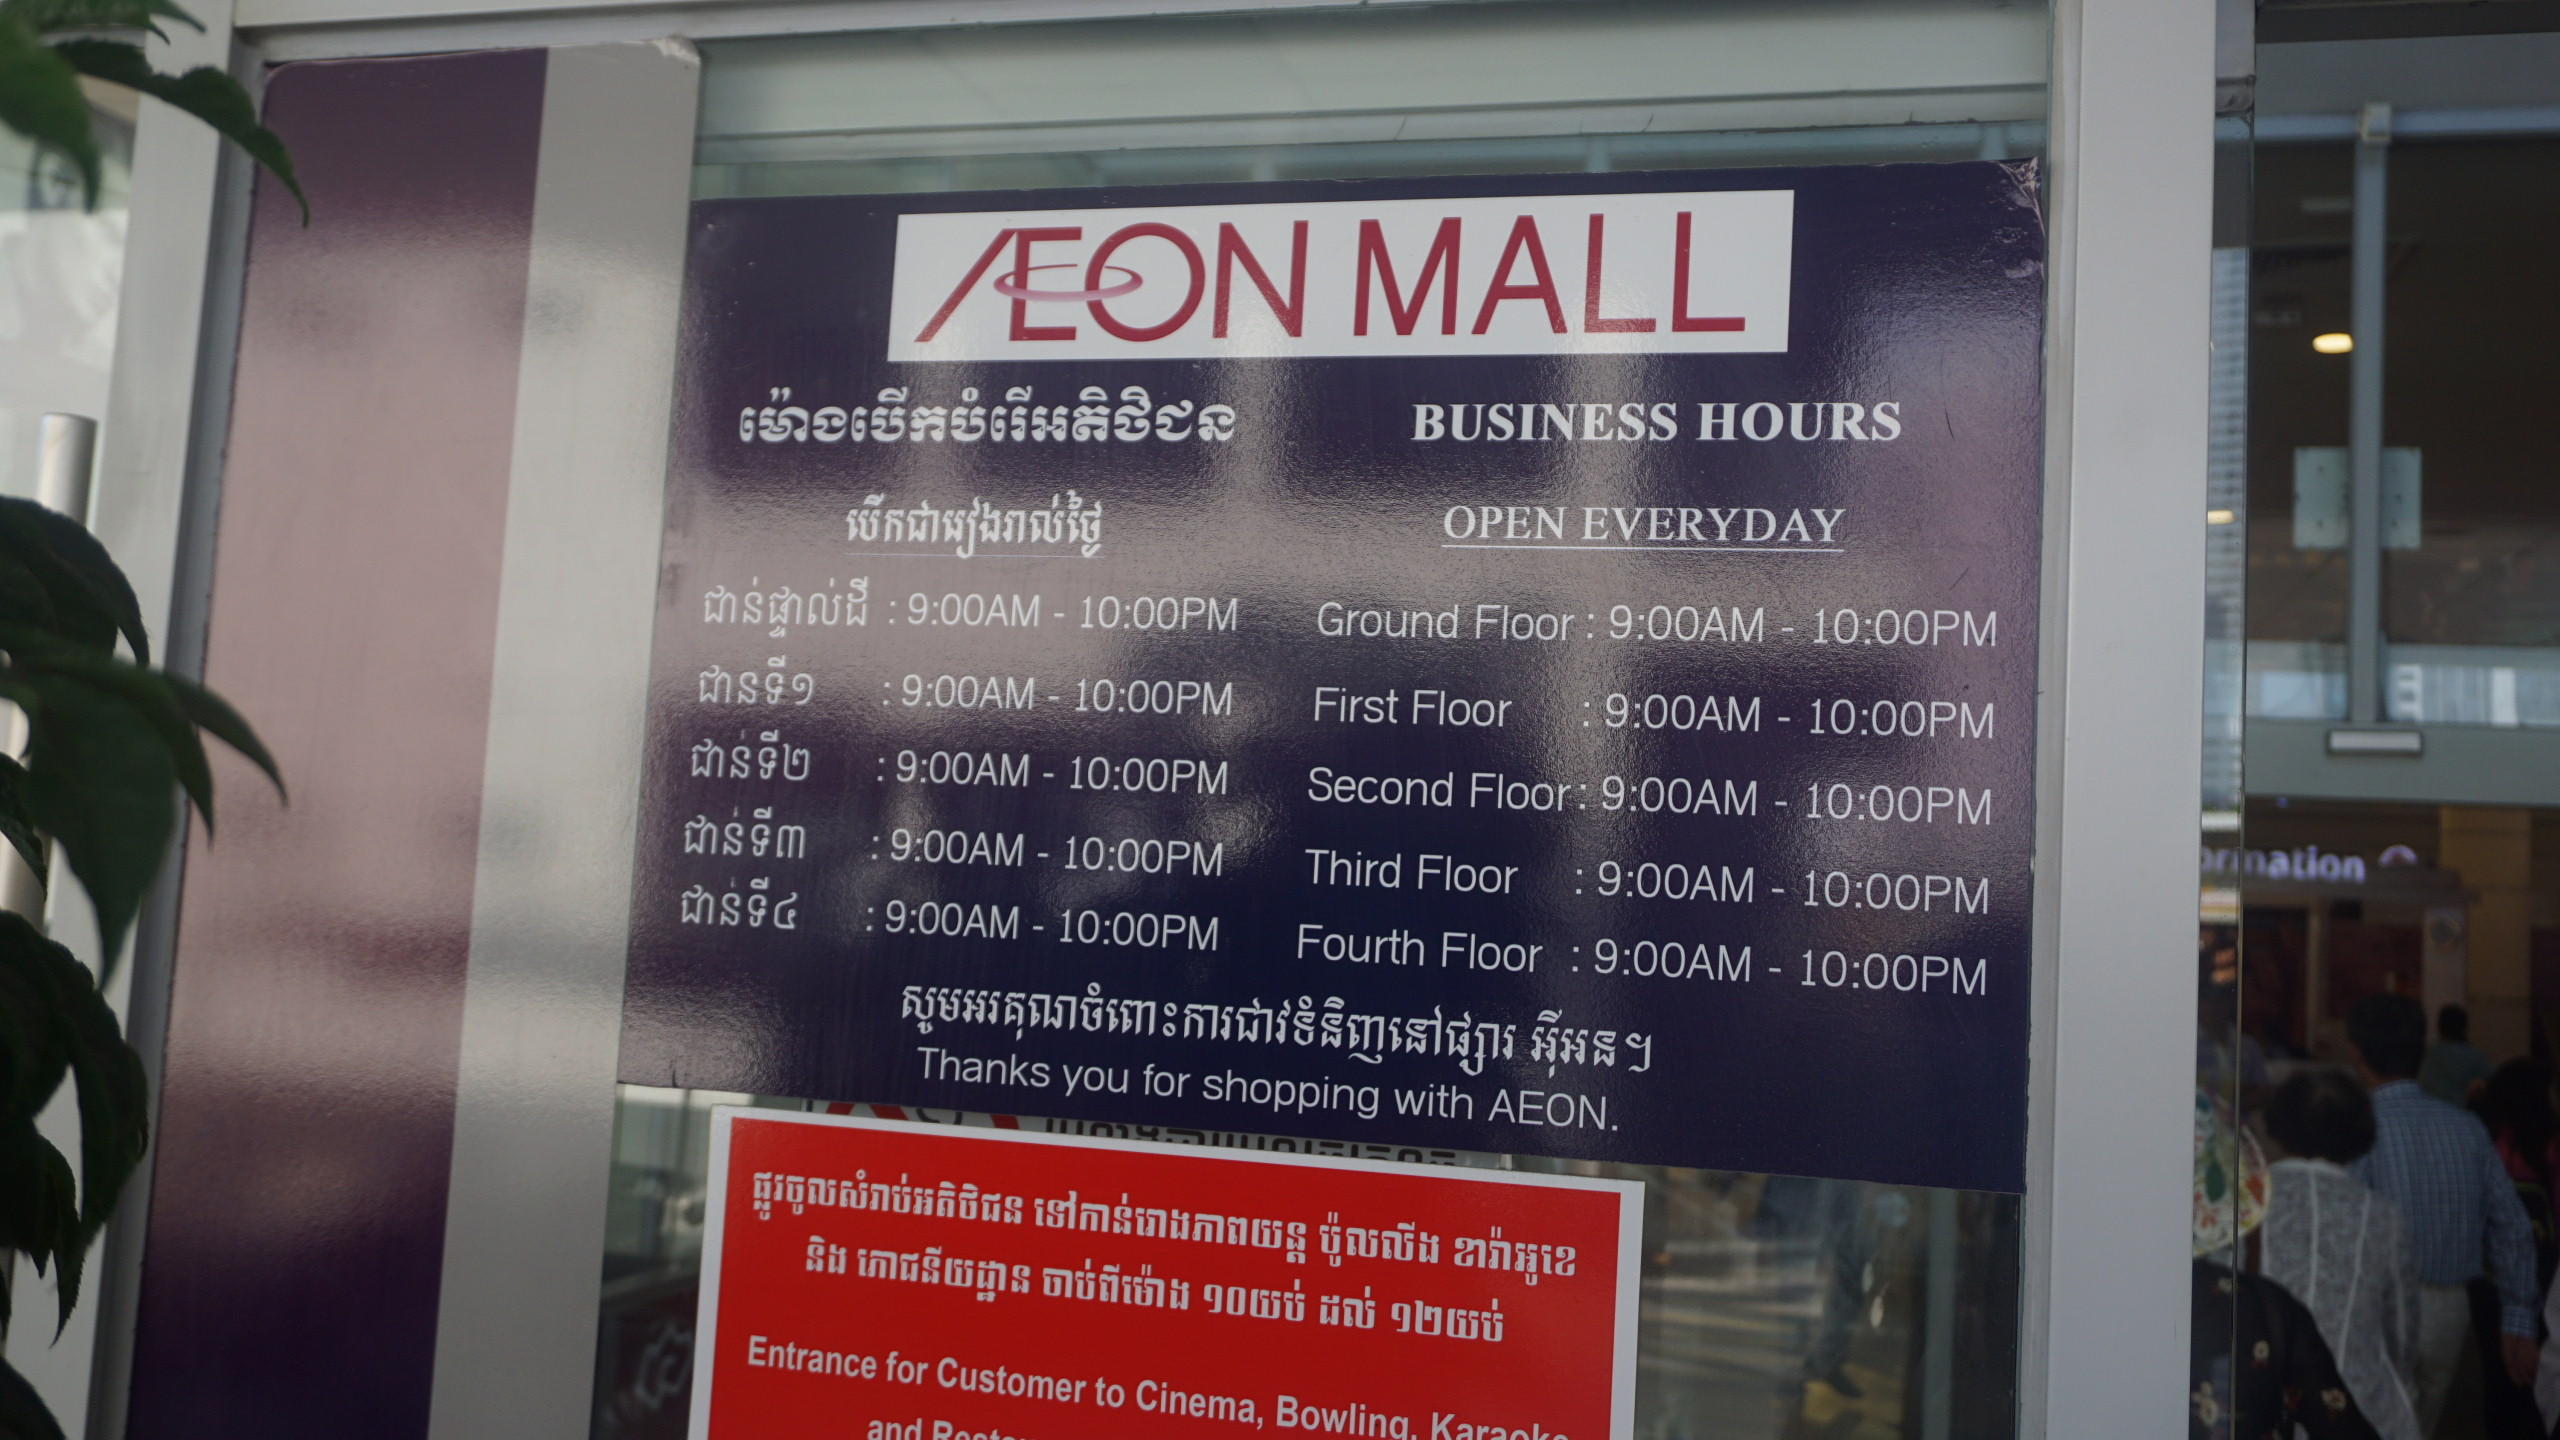 ÆON MALL
ម៉ោងបើកបំរើអតិថិជន
BUSINESS HOURS
បើកជារៀងរាល់ថ្ងៃ
OPEN EVERYDAY
ជាន់ផ្ទាល់ដី : 9:00AM - 10:00PM
Ground Floor : 9:00AM - 10:00PM
ជានទី១ : 9:00AM - 10:00PM
First Floor : 9:00AM - 10:00PM
ជាន់ទី២ : 9:00AM - 10:00PM
Second Floor : 9:00AM - 10:00PM
ជាន់ទី៣ : 9:00AM - 10:00PM
Third Floor : 9:00AM - 10:00PM
ជាន់ទី៤ : 9:00AM - 10:00PM
Fourth Floor : 9:00AM - 10:00PM
សូមអរគុណចំពោះការជាវទំនិញនៅផ្សារ អ៊ីអន។
Thanks you for shopping with AEON.
ផ្លូវចូលសំរាប់អតិថិជន ទៅកាន់រោងភាពយន្ត ប៉ូលលីង ខារ៉ាអូខេ
និង ភោជនីយដ្ឋាន ចាប់ពីម៉ោង ១០យប់ ដល់ ១២យប់
Entrance for Customer to Cinema, Bowling, Karaoke
and